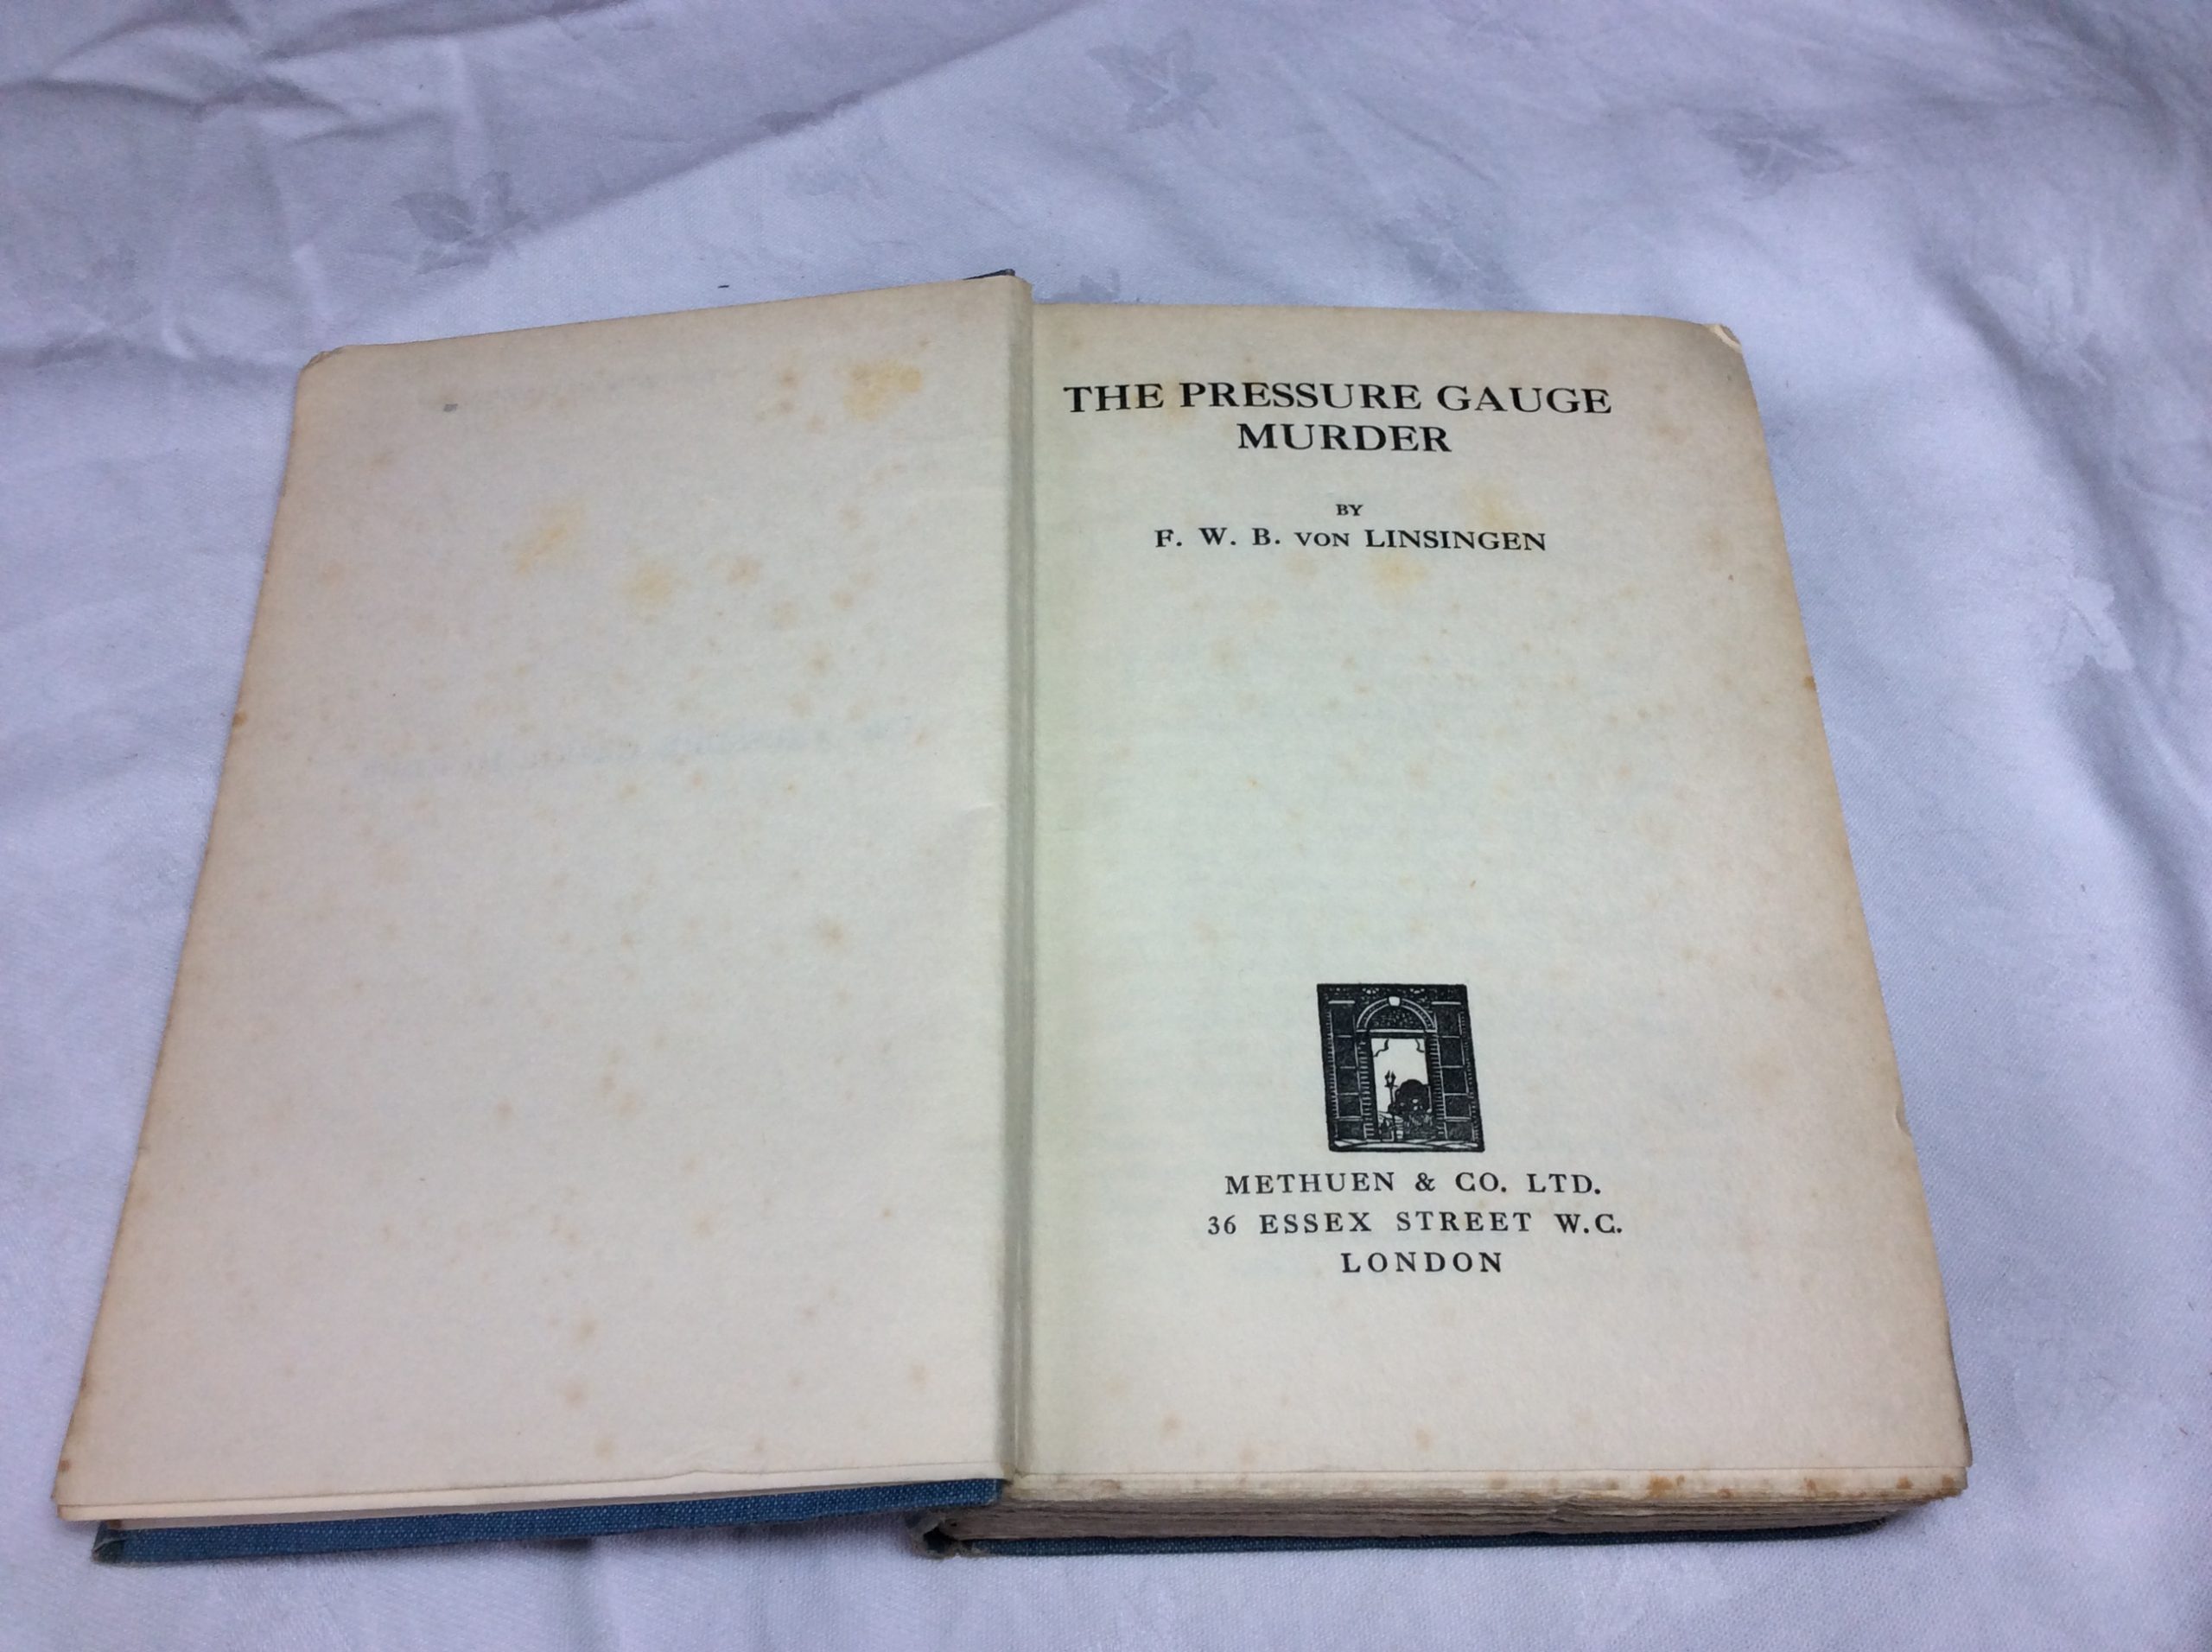 THE PRESSURE GAUGE
MURDER
BY
F. W. B. VON LINSINGEN
METHUEN & CO. LTD.
36 ESSEX STREET W.C.
LONDON